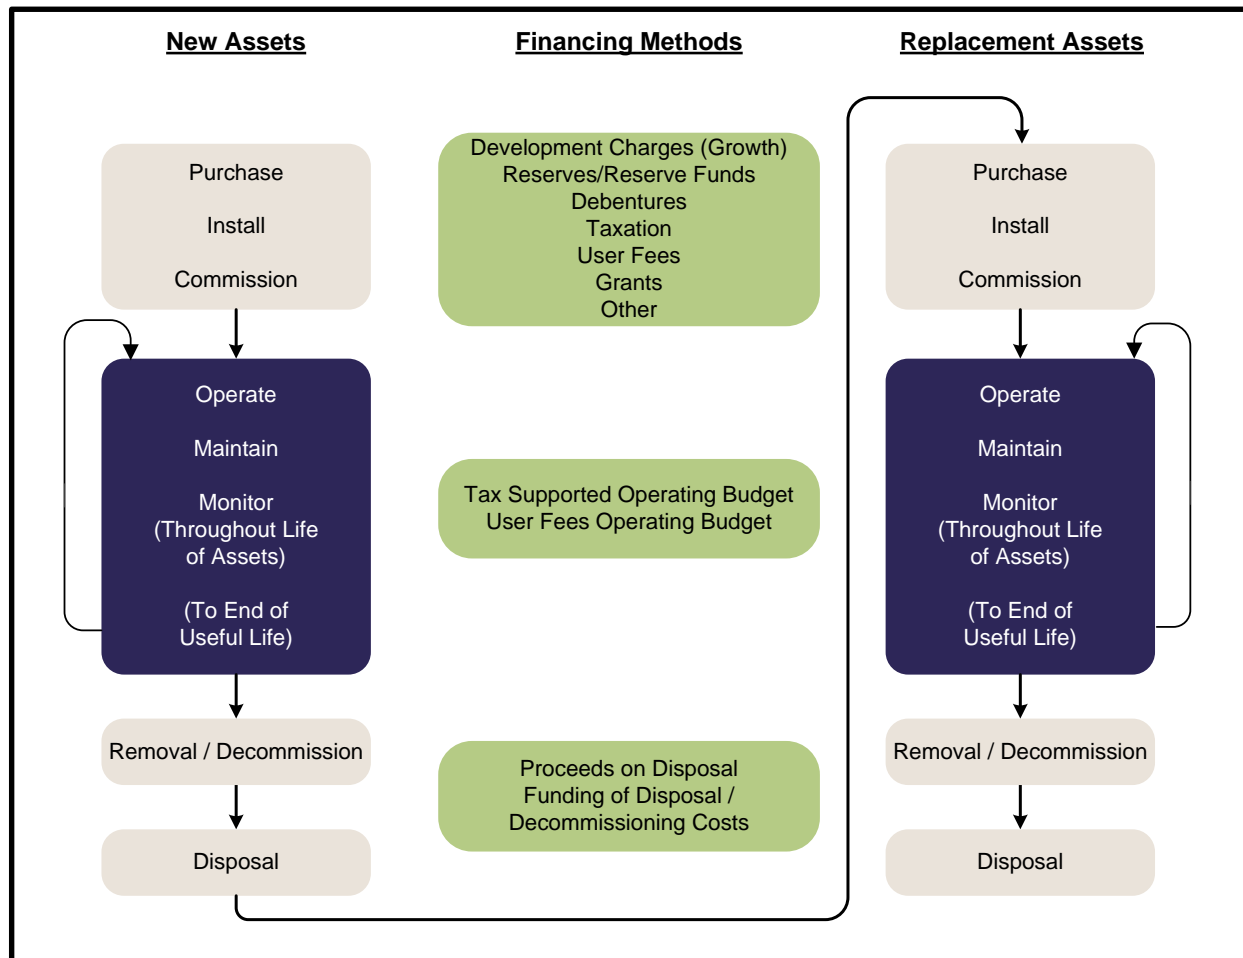 New Assets
Financing Methods
Replacement Assets
Purchase
Install
Commission
Development Charges (Growth)
Reserves/Reserve Funds
Debentures
Taxation
User Fees
Grants
Other
Purchase
Install
Commission
Operate
Maintain
Monitor
(Throughout Life
of Assets)
(To End of
Useful Life)
Tax Supported Operating Budget
User Fees Operating Budget
Operate
Maintain
Monitor
(Throughout Life
of Assets)
(To End of
Useful Life)
Removal / Decommission
Proceeds on Disposal
Funding of Disposal /
Decommissioning Costs
Removal / Decommission
Disposal
Disposal